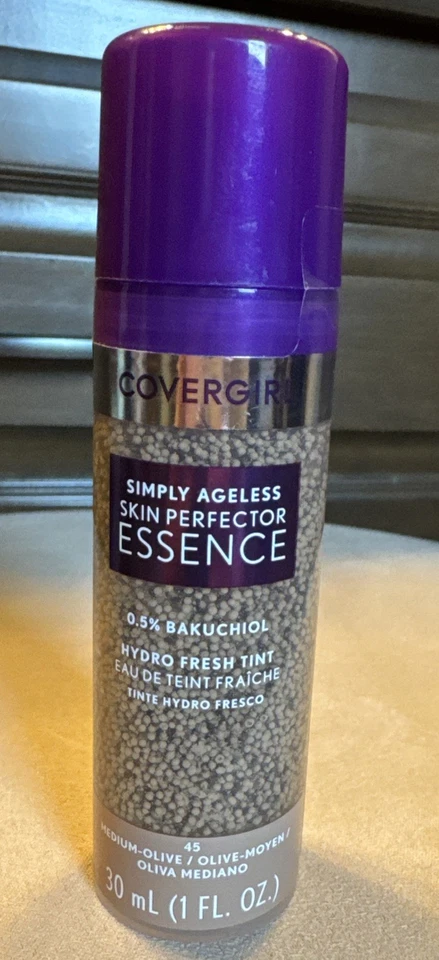 COVERGIRL
SIMPLY AGELESS
SKIN PERFECTOR
ESSENCE
0.5% BAKUCHIOL
HYDRO FRESH TINT
EAU DE TEINT FRAÎCHE
TINTE HYDRO FRESCO
45
MEDIUM-OLIVE / OLIVE-MOYEN /
OLIVA MEDIANO
30 mL (1 FL. OZ.)